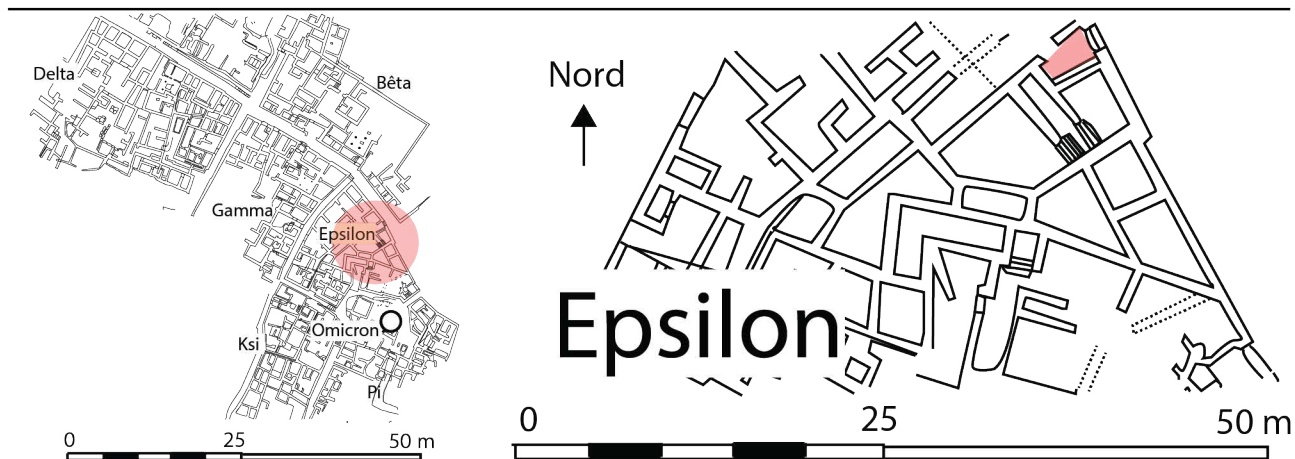 Delta
Bêta
Gamma
Epsilon
Omicron
Ksi
Pi
0 25 50 m
Nord
Epsilon
0 25 50 m